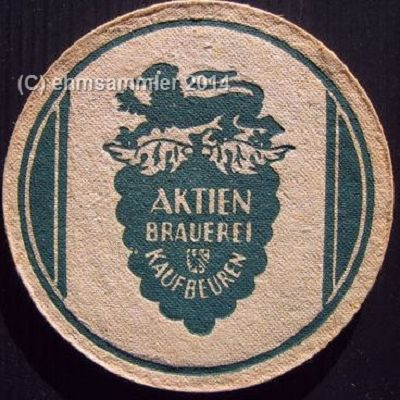 (C) ehmsammler 2014
AKTIEN
BRAUEREI
KAUFBEUREN